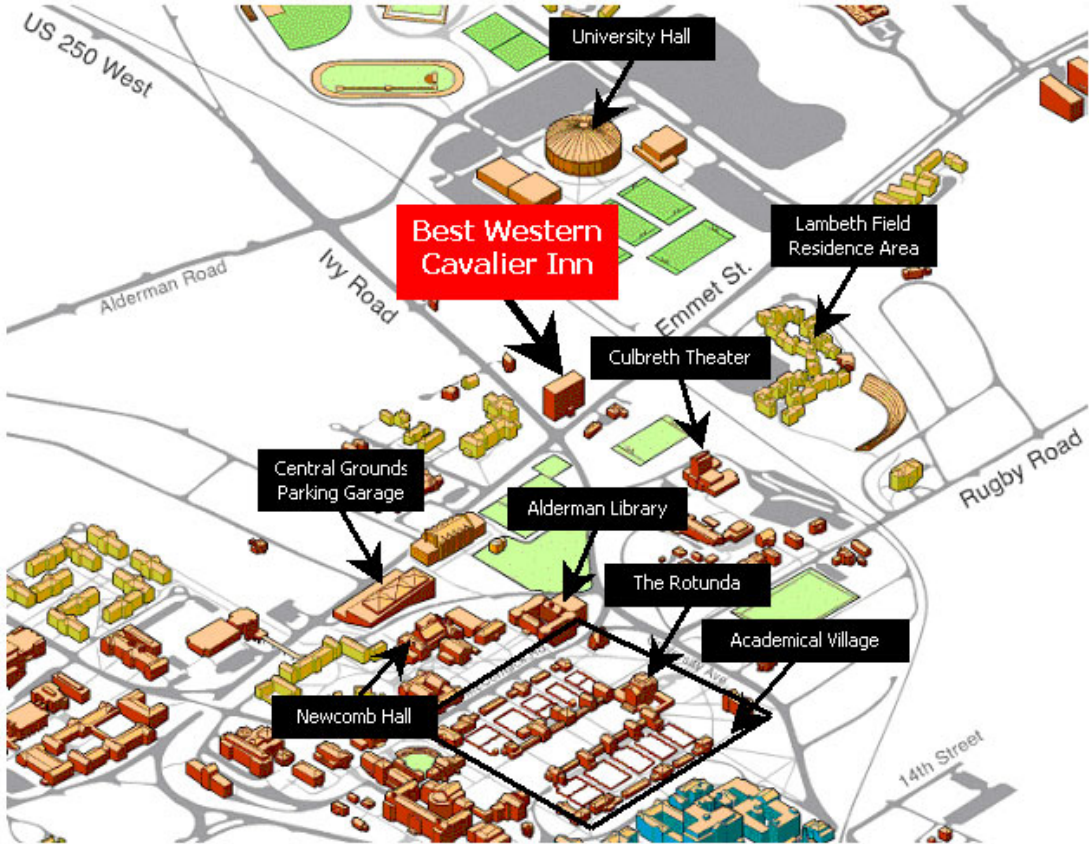 US 250 West
University Hall
Best Western
Cavalier Inn
Lambeth Field
Residence Area
Alderman Road
Ivy Road
Emmet St.
Culbreth Theater
Central Grounds
Parking Garage
Alderman Library
Rugby Road
The Rotunda
Academical Village
Ave
Newcomb Hall
14th Street